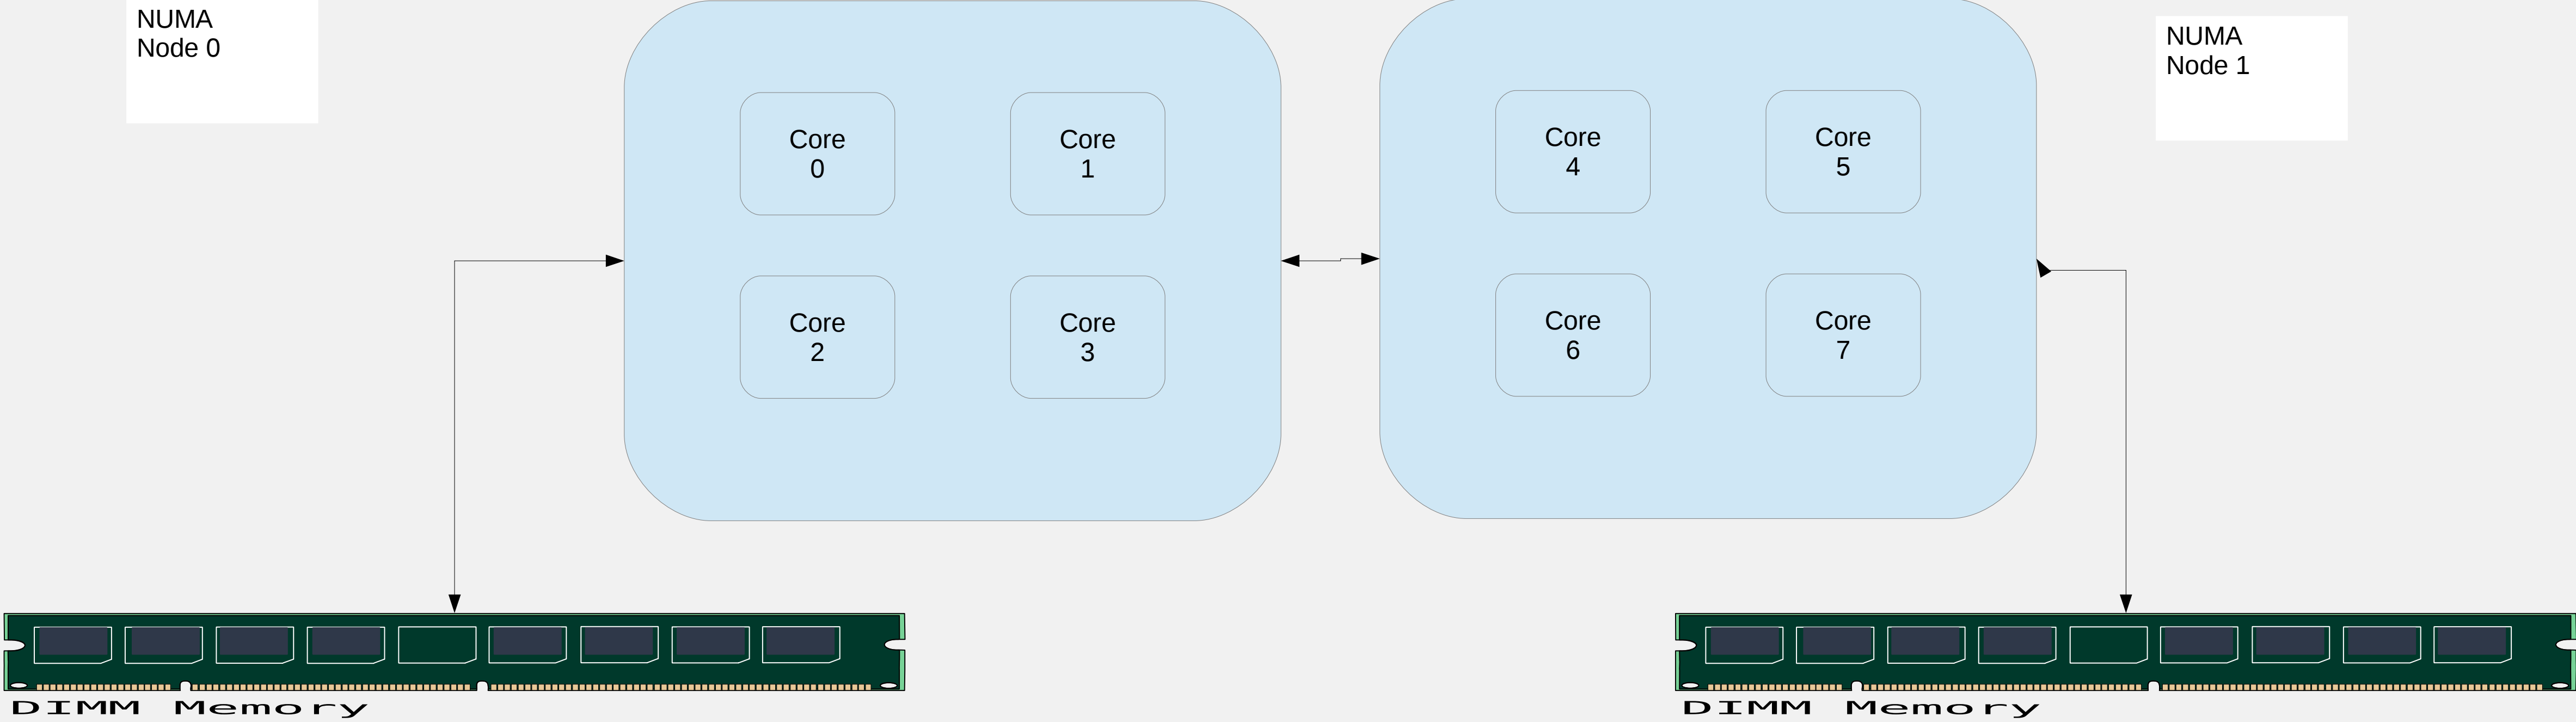 NUMA
Node 0
Core
0
Core
1
Core
2
Core
3
Core
4
Core
5
Core
6
Core
7
NUMA
Node 1
DIMM Memory
DIMM Memory